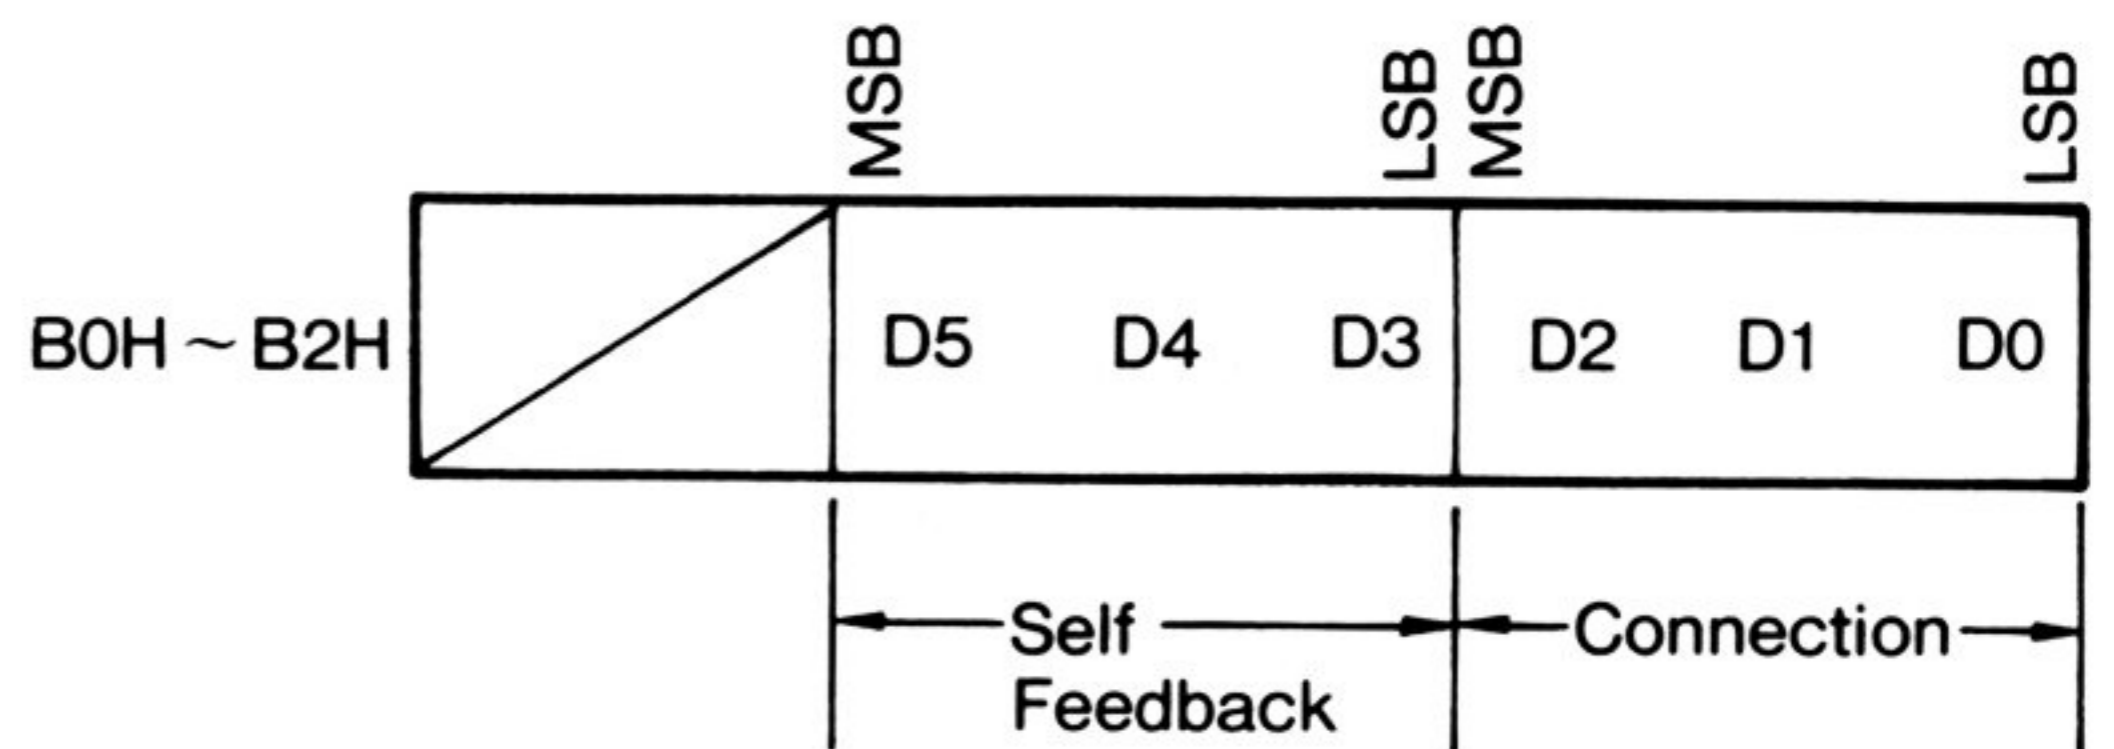 MSB LSB MSB LSB
B0H ~ B2H D5 D4 D3 D2 D1 D0
Self Connection
Feedback